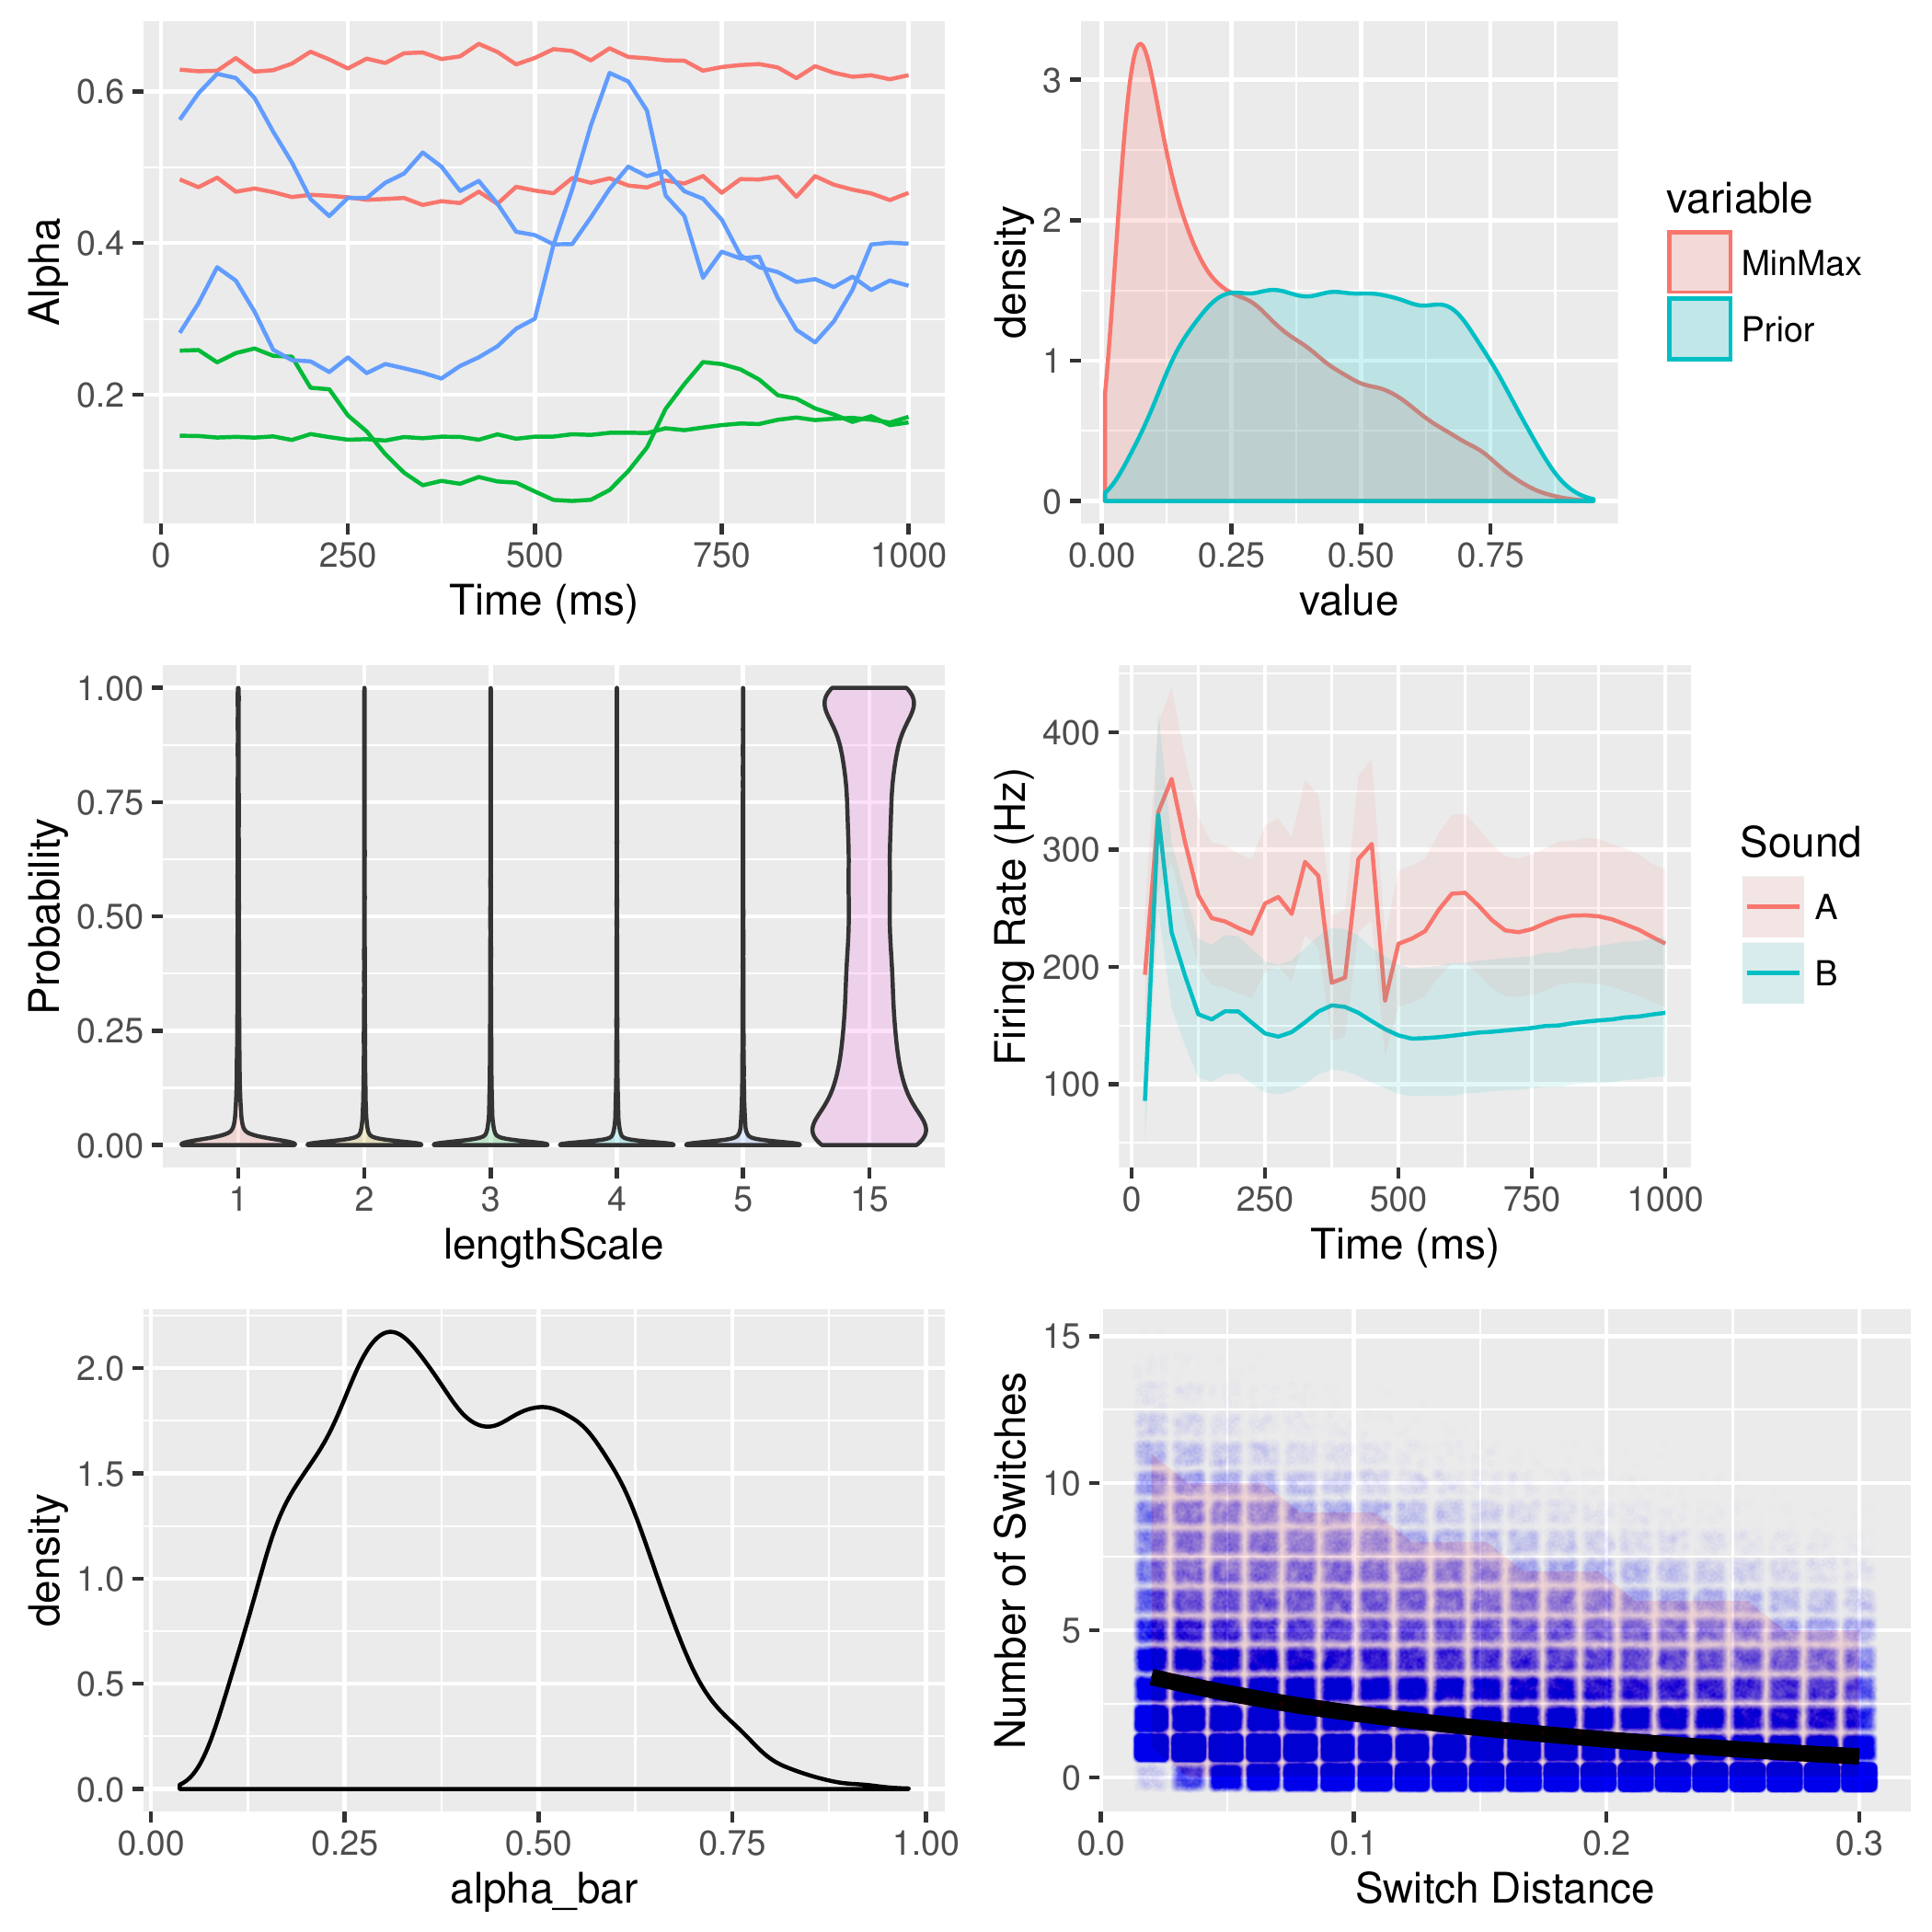 Alpha
0.6
0.4
0.2
0 250 500 750 1000
Time (ms)
density
3
2
1
0
0.00 0.25 0.50 0.75
value
variable
MinMax
Prior
Probability
1.00
0.75
0.50
0.25
0.00
1 2 3 4 5 15
lengthScale
Firing Rate (Hz)
400
300
200
100
0 250 500 750 1000
Time (ms)
Sound
A
B
density
2.0
1.5
1.0
0.5
0.0
0.00 0.25 0.50 0.75 1.00
alpha_bar
Number of Switches
15
10
5
0
0.0 0.1 0.2 0.3
Switch Distance